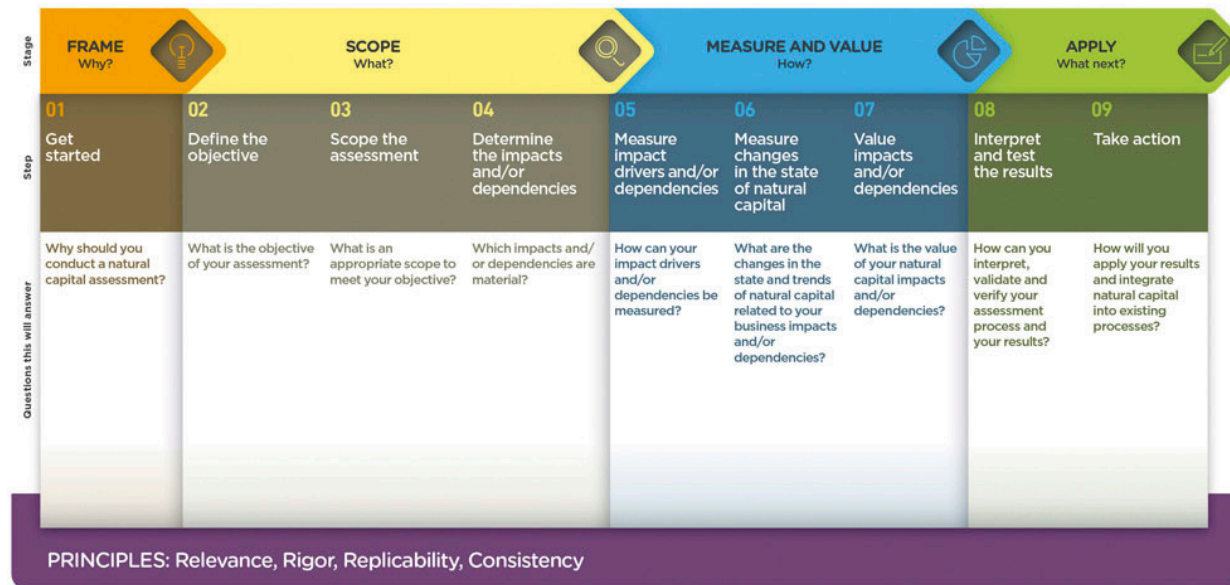 Stage
FRAME
Why?
SCOPE
What?
MEASURE AND VALUE
How?
APPLY
What next?
Step
01
Get
started
02
Define the
objective
03
Scope the
assessment
04
Determine
the impacts
and/or
dependencies
05
Measure
impact
drivers and/or
dependencies
06
Measure
changes
in the state
of natural
capital
07
Value
impacts
and/or
dependencies
08
Interpret
and test
the results
09
Take action
Questions this will answer
Why should you
conduct a natural
capital assessment?
What is the objective
of your assessment?
What is an
appropriate scope to
meet your objective?
Which impacts and/
or dependencies are
material?
How can your
impact drivers
and/or
dependencies be
measured?
What are the
changes in the
state and trends
of natural capital
related to your
business impacts
and/or
dependencies?
What is the value
of your natural
capital impacts
and/or
dependencies?
How can you
interpret,
validate and
verify your
assessment
process and
your results?
How will you
apply your results
and integrate
natural capital
into existing
processes?
PRINCIPLES: Relevance, Rigor, Replicability, Consistency